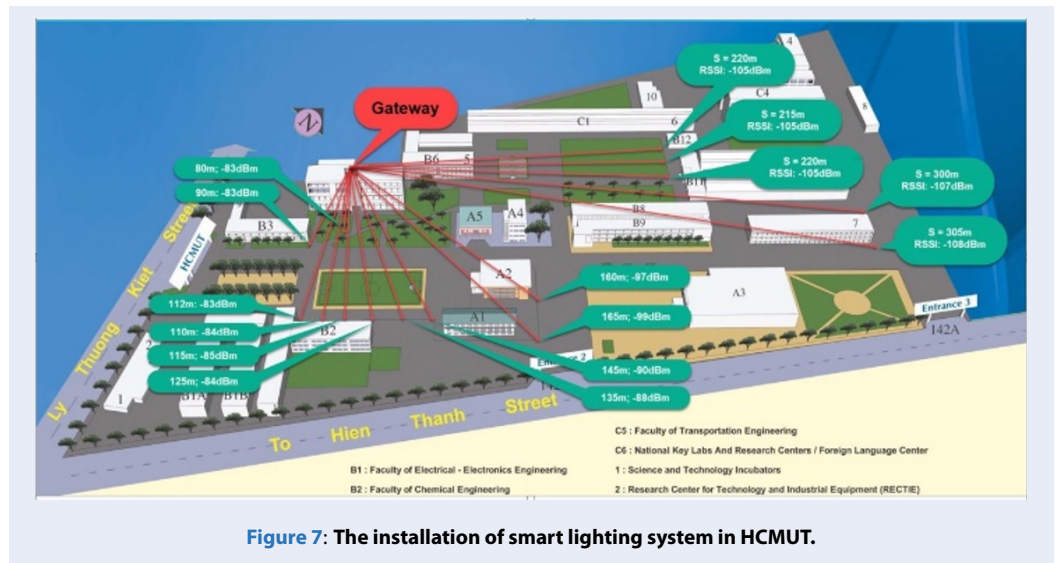 4
S = 220m
RSSI: -105dBm
10
C4
8
Gateway
C1
6
S = 215m
RSSI: -105dBm
B12
N
B6
5
80m; -83dBm
S = 220m
RSSI: -105dBm
B11
S = 300m
RSSI: -107dBm
90m: -83dBm
A5
A4
B8
B3
1
B9
7
S = 305m
RSSI: -108dBm
HCMUT
A2
160m; -97dBm
A3
112m: -83dBm
165m; -99dBm
Entrance 3
142A
A1
110m; -84dBm
B2
115m; -85dBm
2
Entrance 2
145m; -90dBm
125m; -84dBm
135m; -88dBm
1
B1A
B1B
Ly Thuong Kiet Street
To Hien Thanh Street
C5 : Faculty of Transportation Engineering
C6 : National Key Labs And Research Centers / Foreign Language Center
B1 : Faculty of Electrical - Electronics Engineering
1 : Science and Technology Incubators
B2 : Faculty of Chemical Engineering
2 : Research Center for Technology and Industrial Equipment (RECTIE)
Figure 7: The installation of smart lighting system in HCMUT.